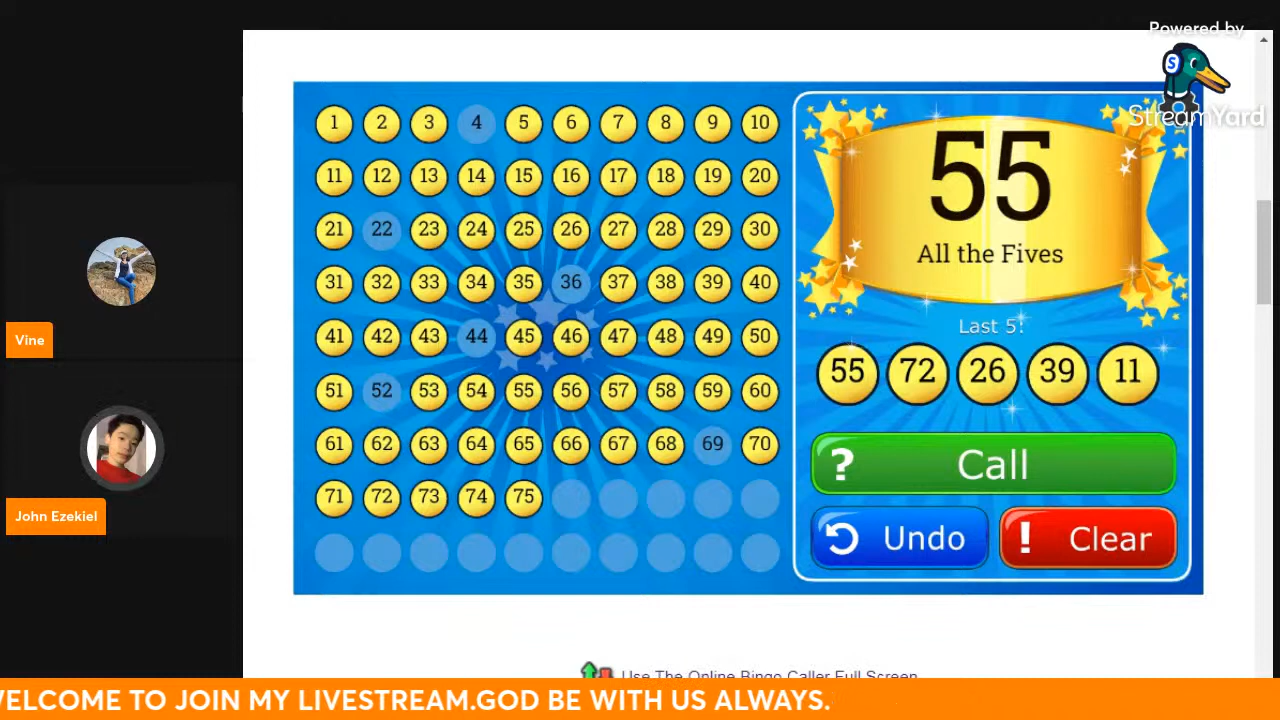 Powered by
StreamYard
1 2 3 4 5 6 7 8 9 10
11 12 13 14 15 16 17 18 19 20
21 22 23 24 25 26 27 28 29 30
31 32 33 34 35 36 37 38 39 40
41 42 43 44 45 46 47 48 49 50
51 52 53 54 55 56 57 58 59 60
61 62 63 64 65 66 67 68 69 70
71 72 73 74 75
55
All the Fives
Last 5:
55 72 26 39 11
? Call
Undo
! Clear
Vine
John Ezekiel
Use The Online Bingo Caller Full Screen
WELCOME TO JOIN MY LIVESTREAM.GOD BE WITH US ALWAYS.